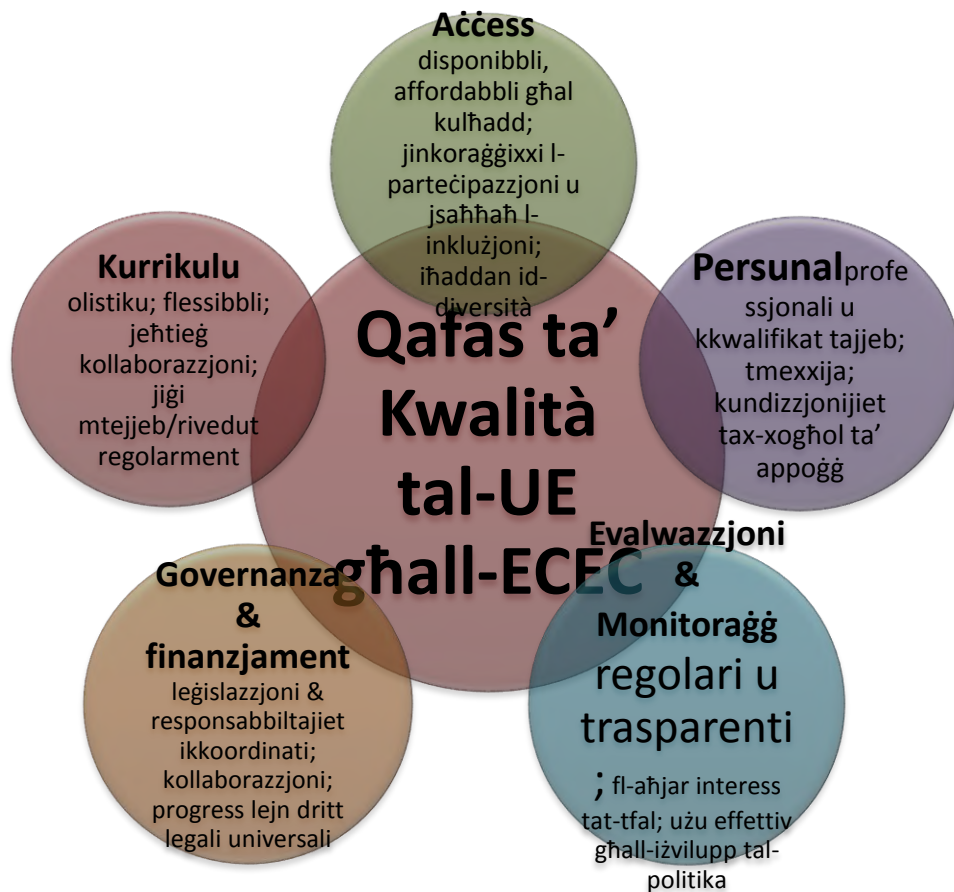 Aċċess
disponibbli,
affordabbli għal
kulħadd;
jinkoraġġixxi l-
parteċipazzjoni u
jsaħħaħ l-
inklużjoni;
iħaddan id-
diversità
Kurrikulu
olistiku; flessibbli;
jeħtieġ
kollaborazzjoni;
jiġi
mtejjeb/rivedut
regolarment
Persunalprofe
ssjonali u
kkwalifikat tajjeb;
tmexxija;
kundizzjonijiet
tax-xogħol ta'
appoġġ
Qafas ta’
Kwalità
tal-UE
għall-ECEC
Governanza
&
finanzjament
leġislazzjoni &
responsabbiltajiet
ikkoordinati;
kollaborazzjoni;
progress lejn dritt
legali universali
Evalwazzjoni
&
Monitoraġġ
regolari u
trasparenti
; fl-aħjar interess
tat-tfal; użu effettiv
għall-iżvilupp tal-
politika